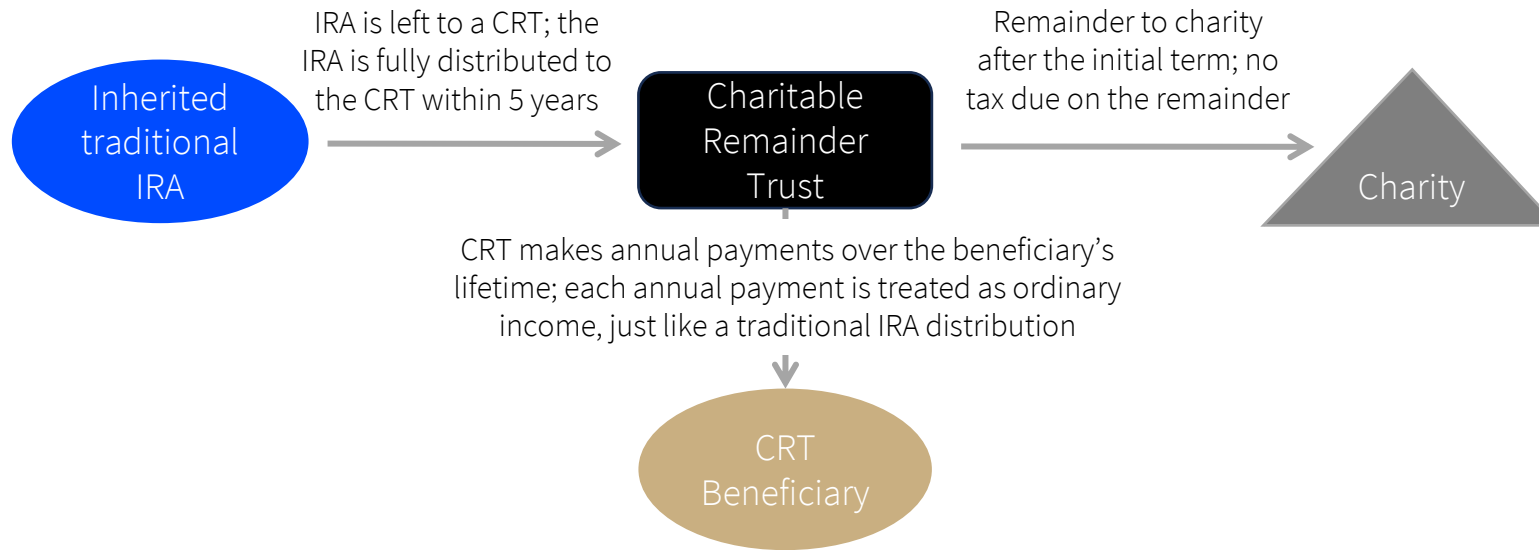 IRA is left to a CRT; the
IRA is fully distributed to
the CRT within 5 years
Remainder to charity
after the initial term; no
tax due on the remainder
Inherited
traditional
IRA
Charitable
Remainder
Trust
Charity
CRT makes annual payments over the beneficiary’s
lifetime; each annual payment is treated as ordinary
income, just like a traditional IRA distribution
CRT
Beneficiary